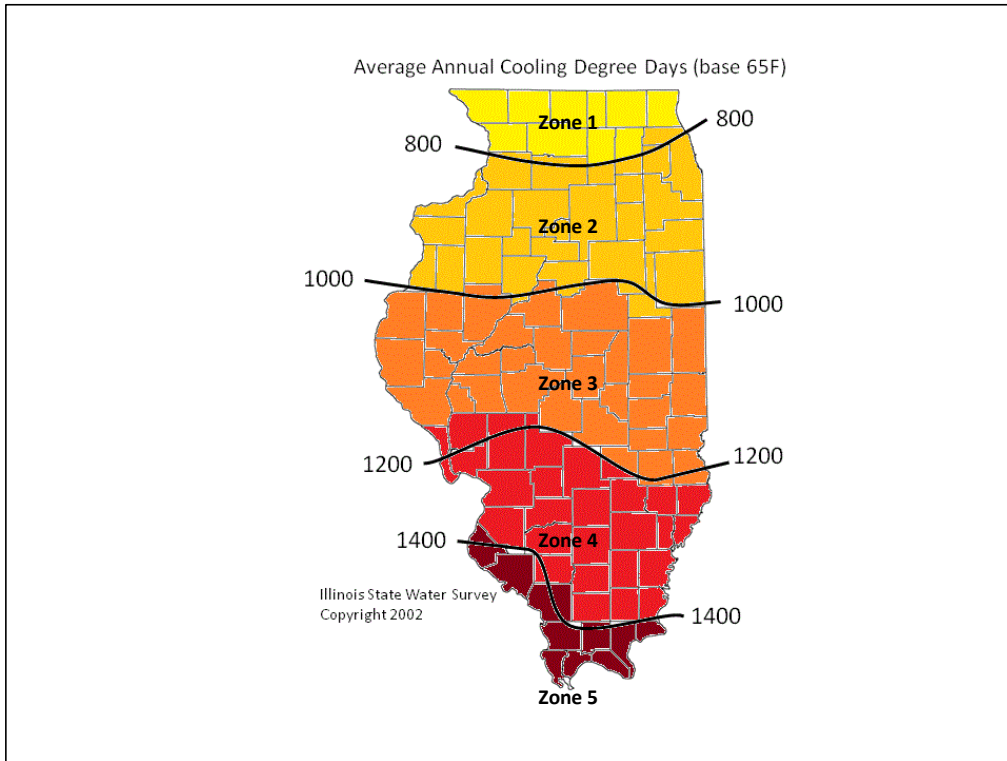 Average Annual Cooling Degree Days (base 65F)
Zone 1
800
800
Zone 2
1000
1000
Zone 3
1200
1200
Zone 4
1400
Illinois State Water Survey
Copyright 2002
1400
Zone 5